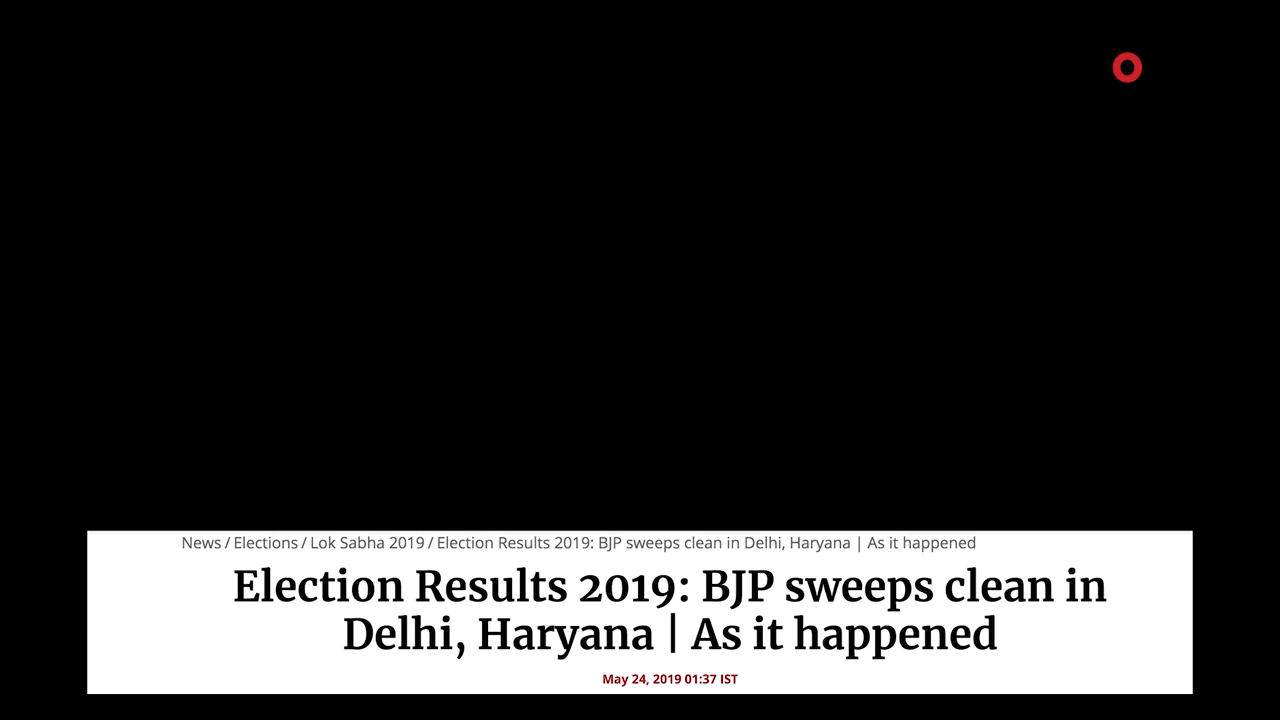 News / Elections / Lok Sabha 2019 / Election Results 2019: BJP sweeps clean in Delhi, Haryana | As it happened
Election Results 2019: BJP sweeps clean in
Delhi, Haryana | As it happened
May 24, 2019 01:37 IST